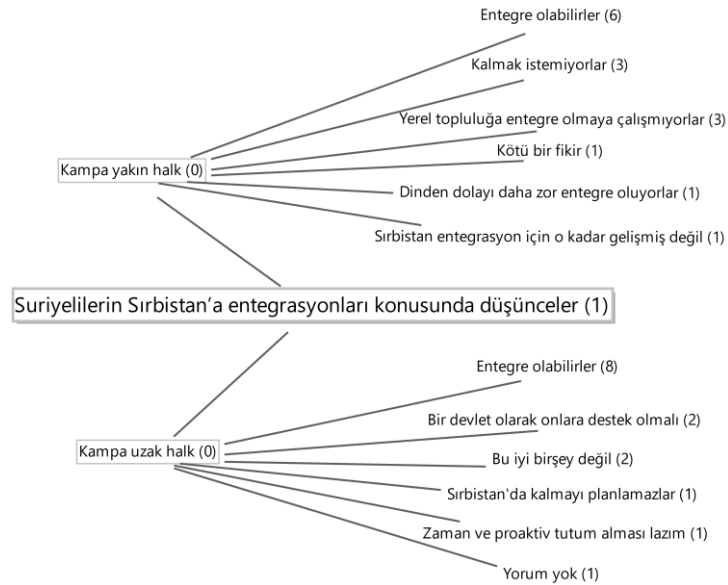 Entegre olabilirler (6)
Kalmak istemiyorlar (3)
Yerel topluluğa entegre olmaya çalışmıyorlar (3)
Kötü bir fikir (1)
Kampa yakın halk (0)
Dinden dolayı daha zor entegre oluyorlar (1)
Sırbistan entegrasyon için o kadar gelişmiş değil (1)
Suriyelilerin Sırbistan’a entegrasyonları konusunda düşünceler (1)
Entegre olabilirler (8)
Bir devlet olarak onlara destek olmalı (2)
Kampa uzak halk (0)
Bu iyi birşey değil (2)
Sırbistan'da kalmayı planlamazlar (1)
Zaman ve proaktiv tutum alması lazım (1)
Yorum yok (1)